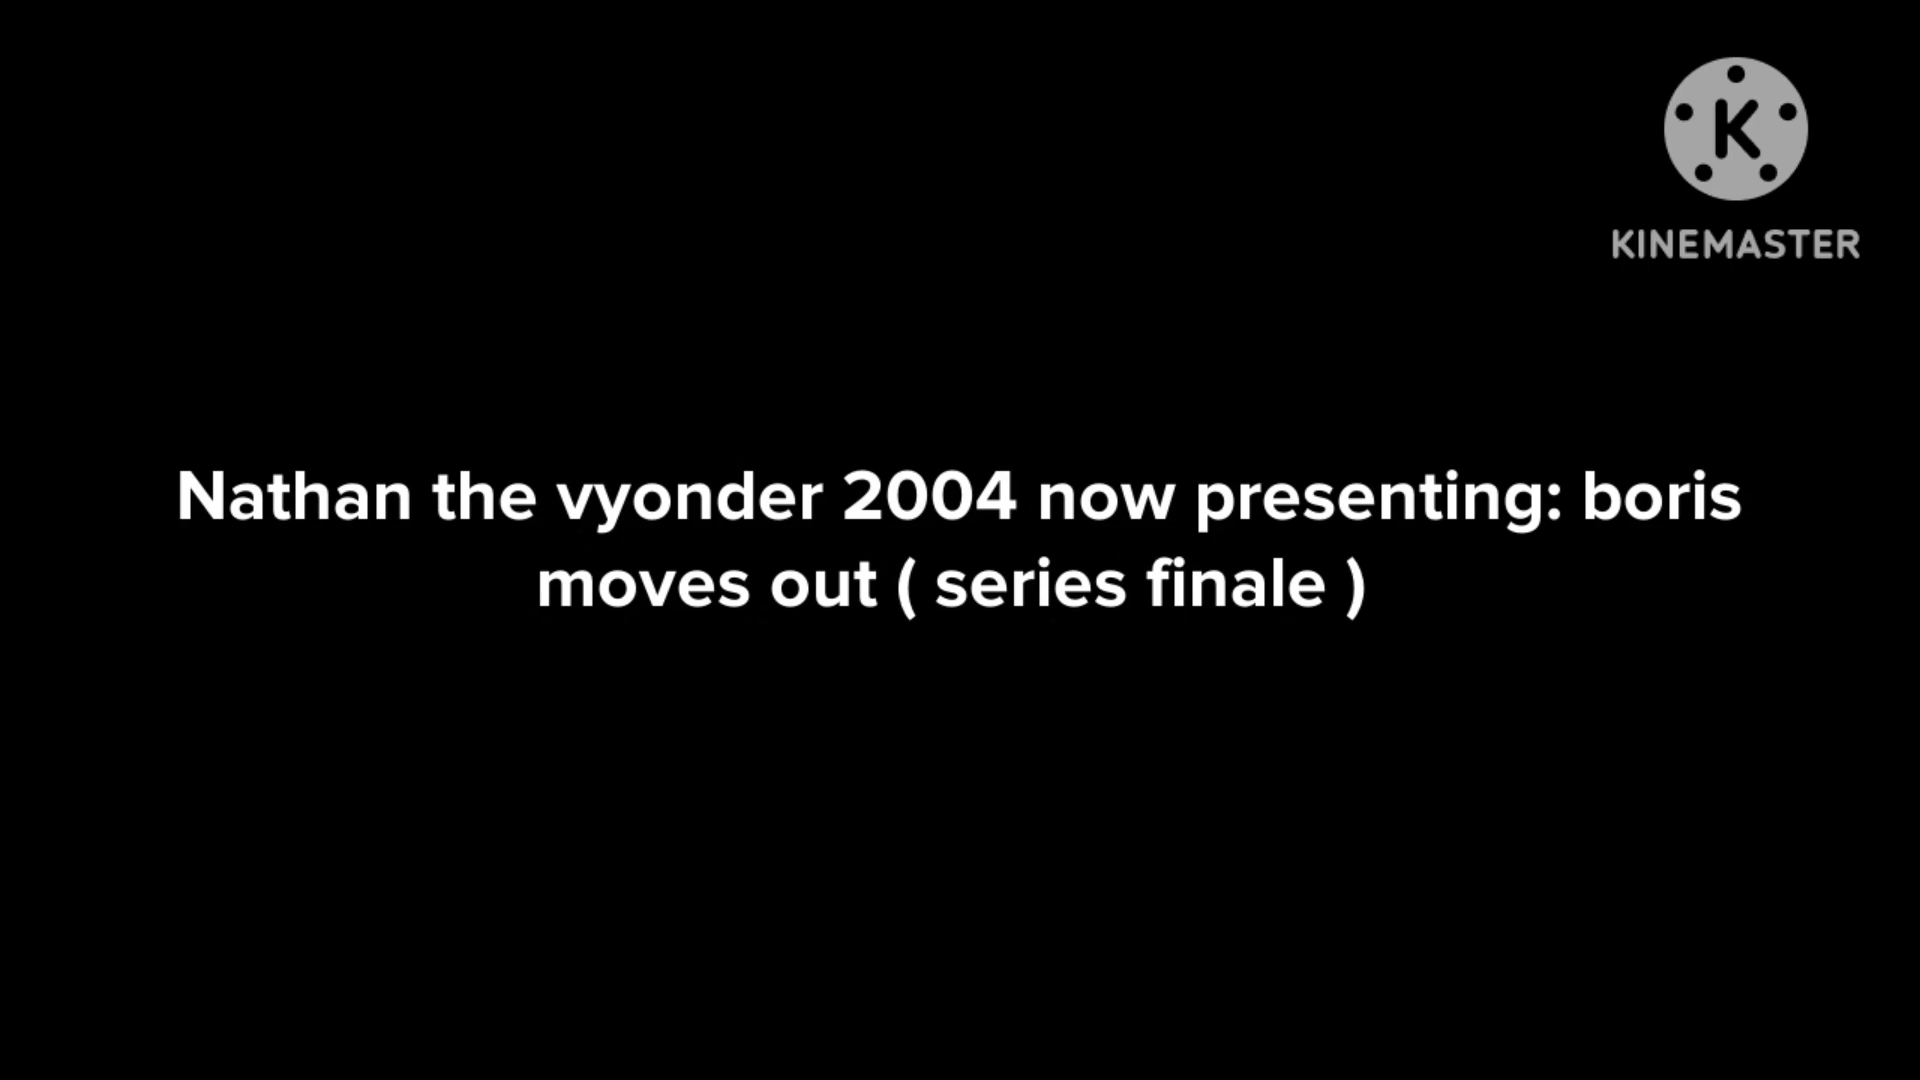 K
KINEMASTER
Nathan the vyonder 2004 now presenting: boris
moves out ( series finale )